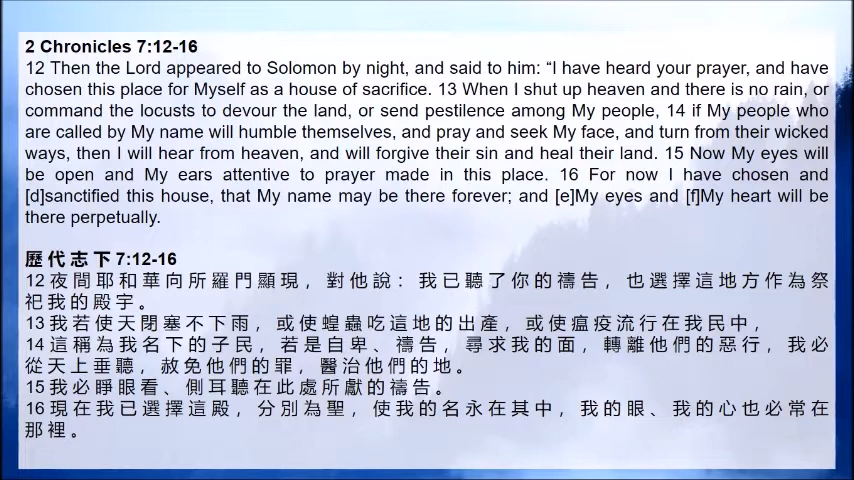 2 Chronicles 7:12-16
12 Then the Lord appeared to Solomon by night, and said to him: “I have heard your prayer, and have
chosen this place for Myself as a house of sacrifice. 13 When I shut up heaven and there is no rain, or
command the locusts to devour the land, or send pestilence among My people, 14 if My people who
are called by My name will humble themselves, and pray and seek My face, and turn from their wicked
ways, then I will hear from heaven, and will forgive their sin and heal their land. 15 Now My eyes will
be open and My ears attentive to prayer made in this place. 16 For now I have chosen and
[d]sanctified this house, that My name may be there forever; and [e]My eyes and [f]My heart will be
there perpetually.
歷代志下 7:12-16
12 夜間耶和華向所羅門顯現，對他說：我已聽了你的禱告，也選擇這地方作為祭
祀我的殿宇。
13 我若使天閉塞不下雨，或使蝗蟲吃這地的出產，或使瘟疫流行在我民中，
14 這稱為我名下的子民，若是自卑、禱告，尋求我的面，轉離他們的惡行，我必
從天上垂聽，赦免他們的罪，醫治他們的地。
15 我必睜眼看、側耳聽在此處所獻的禱告。
16 現在我已選擇這殿，分別為聖，使我的名永在其中，我的眼、我的心也必常在
那裡。